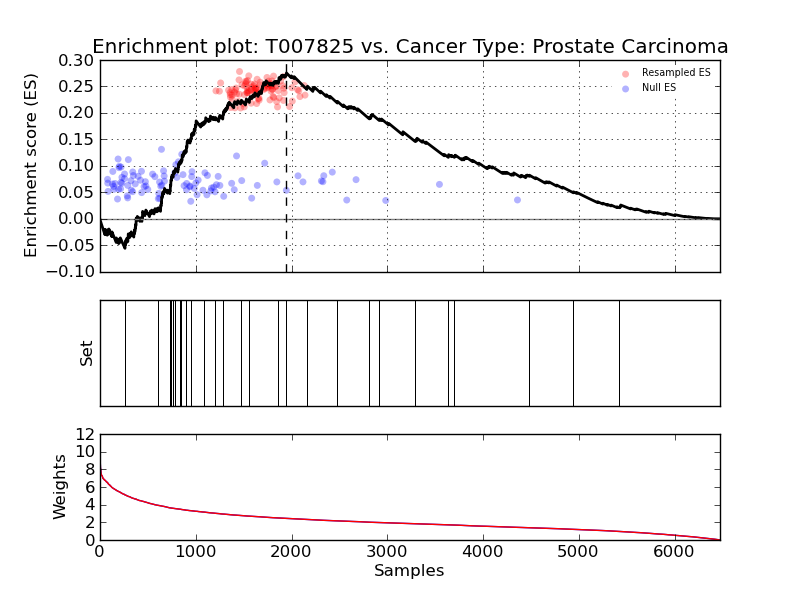 Enrichment plot: T007825 vs. Cancer Type: Prostate Carcinoma
Enrichment score (ES)
0.30
0.25
0.20
0.15
0.10
0.05
0.00
−0.05
−0.10
Resampled ES
Null ES
Set
Weights
12
10
8
6
4
2
0
0 1000 2000 3000 4000 5000 6000
Samples